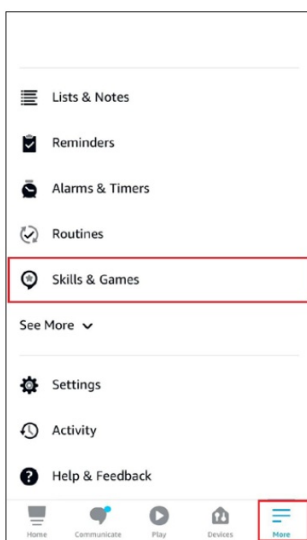 Lists & Notes
Reminders
Alarms & Timers
Routines
Skills & Games
See More
Settings
Activity
Help & Feedback
Home Communicate Play Devices More